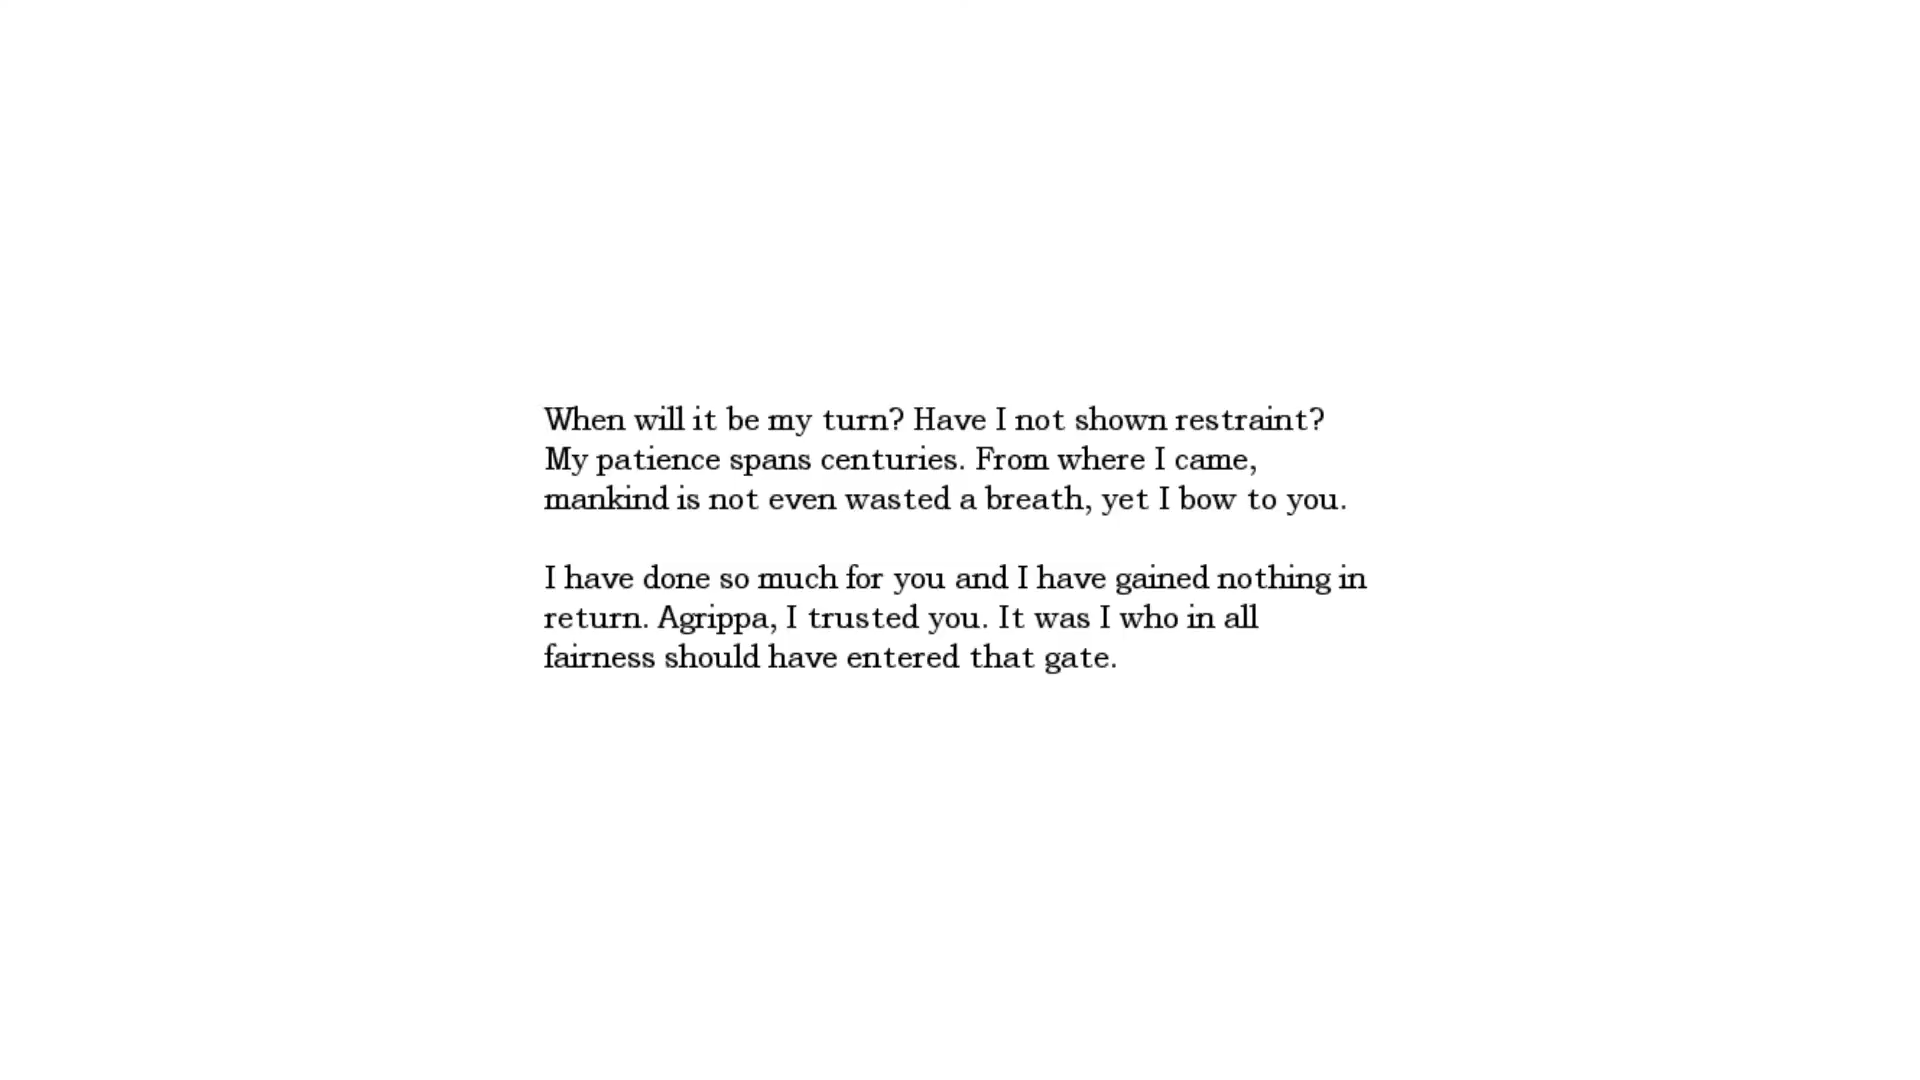 When will it be my turn? Have I not shown restraint?
My patience spans centuries. From where I came,
mankind is not even wasted a breath, yet I bow to you.
I have done so much for you and I have gained nothing in
return. Agrippa, I trusted you. It was I who in all
fairness should have entered that gate.